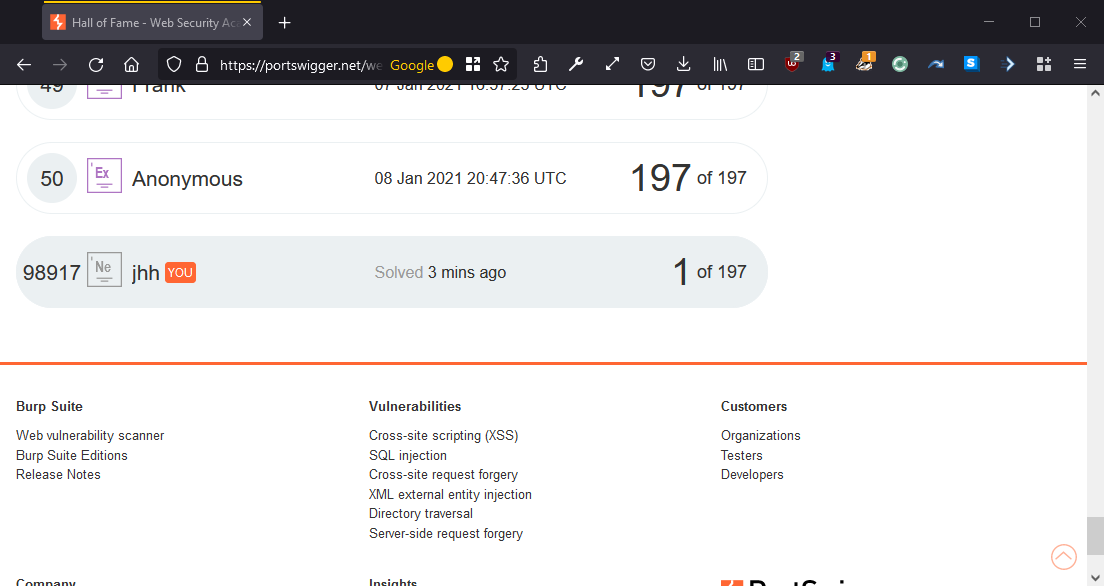 Hall of Fame - Web Security Ac
https://portswigger.net/we Google
2 3 1
49 Frank 07 Jan 2021 16:37:25 UTC 197 of 197
50 Ex Anonymous 08 Jan 2021 20:47:36 UTC 197 of 197
98917 Ne jhh YOU Solved 3 mins ago 1 of 197
Burp Suite Vulnerabilities Customers
Web vulnerability scanner Cross-site scripting (XSS) Organizations
Burp Suite Editions SQL injection Testers
Release Notes Cross-site request forgery Developers
XML external entity injection
Directory traversal
Server-side request forgery
Company Insights PortSwi